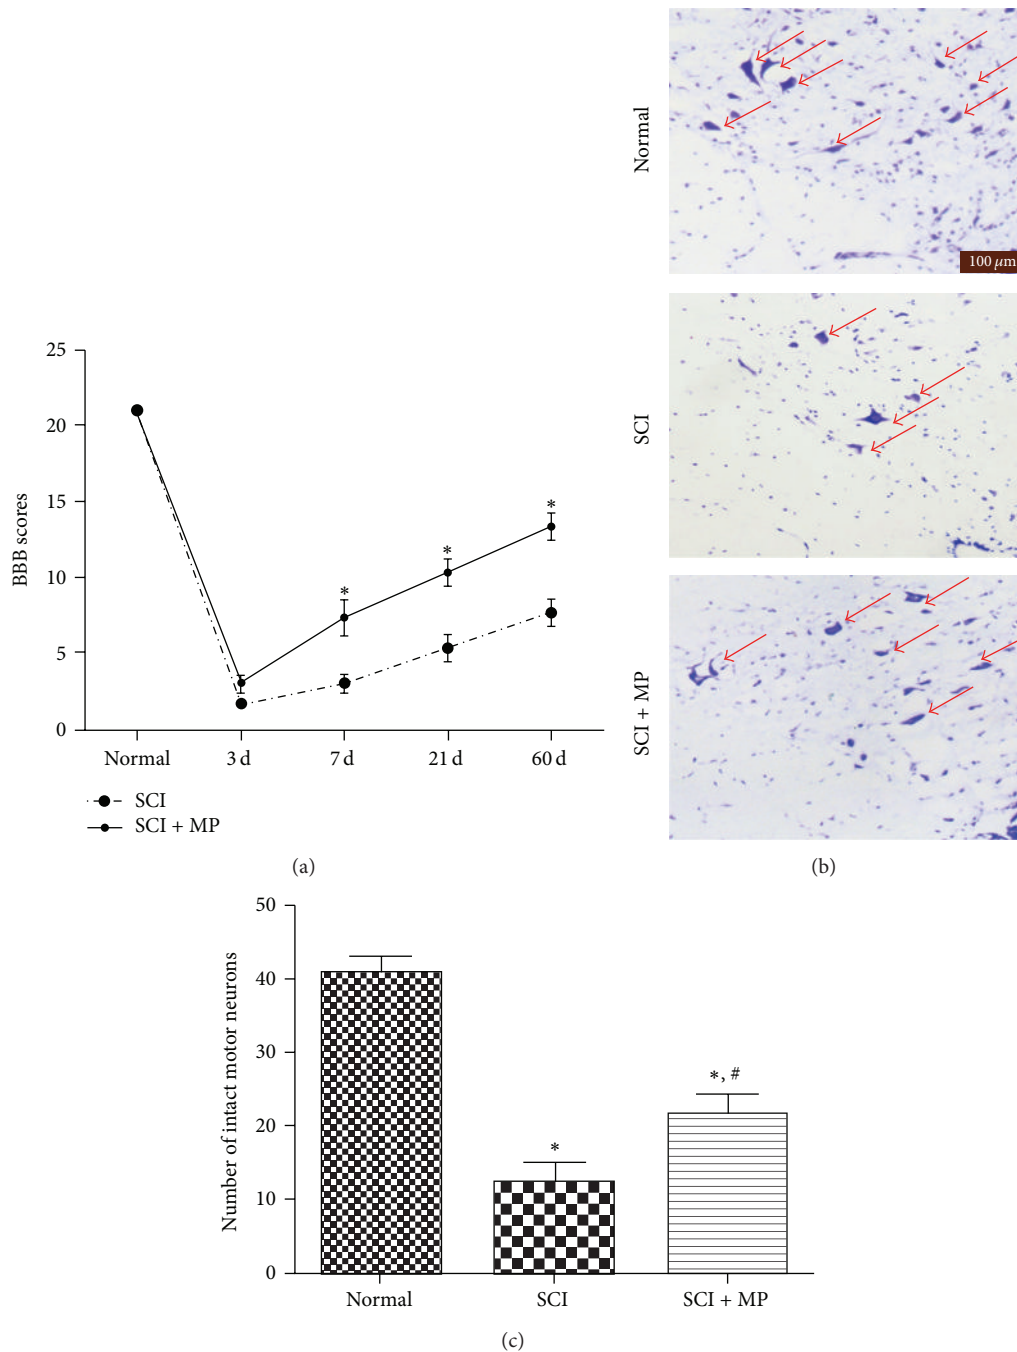 Normal
100 μm
SCI
SCI + MP
(b)
25
20
15
10
5
0
BBB scores
*
*
*
Normal 3 d 7 d 21 d 60 d
SCI
SCI + MP
(a)
50
40
30
20
10
0
Number of intact motor neurons
*
*, #
Normal SCI SCI + MP
(c)